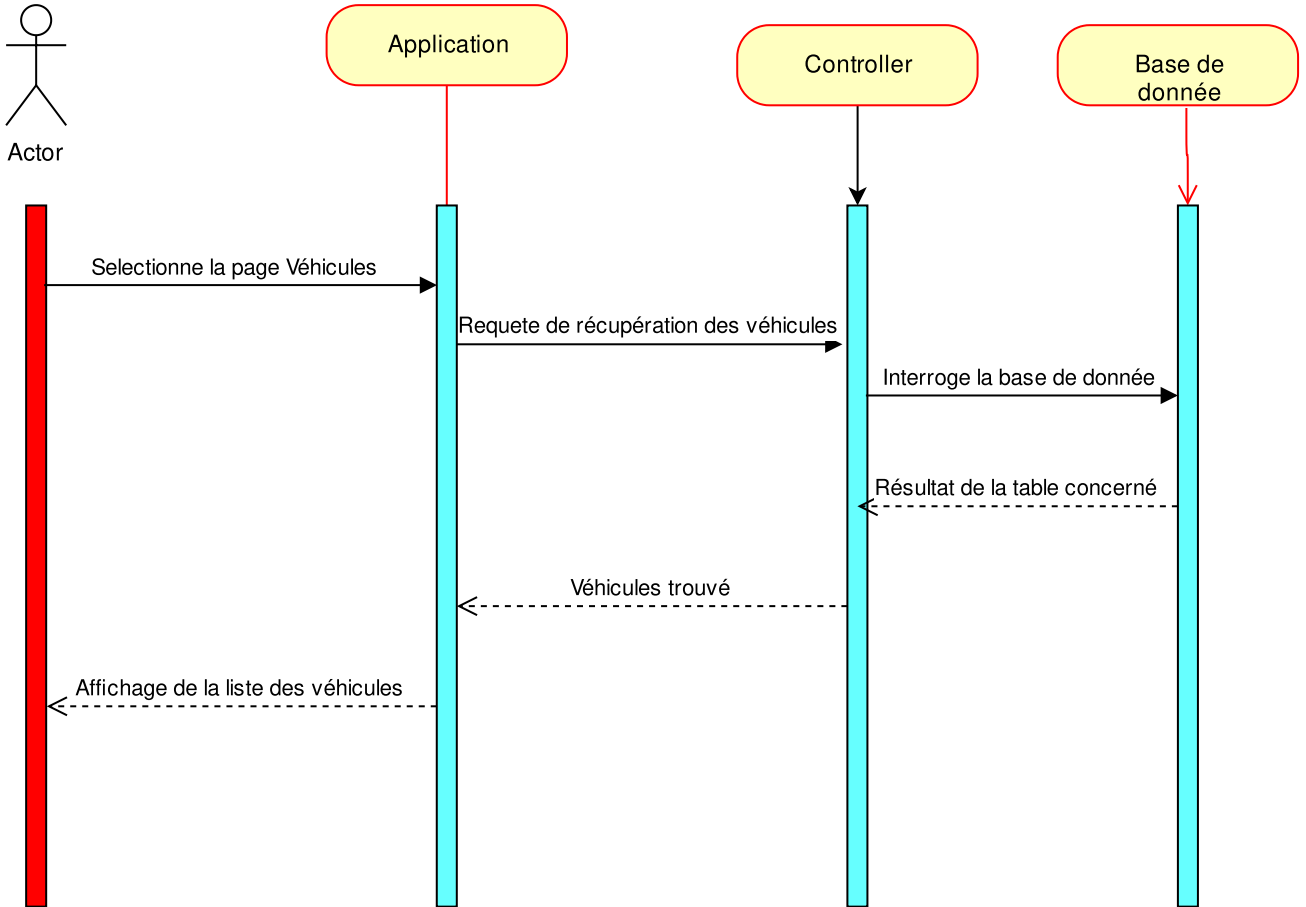 Application
Controller
Base de
donnée
Actor
Selectionne la page Véhicules
Requete de récupération des véhicules
Interroge la base de donnée
Résultat de la table concerné
Véhicules trouvé
Affichage de la liste des véhicules